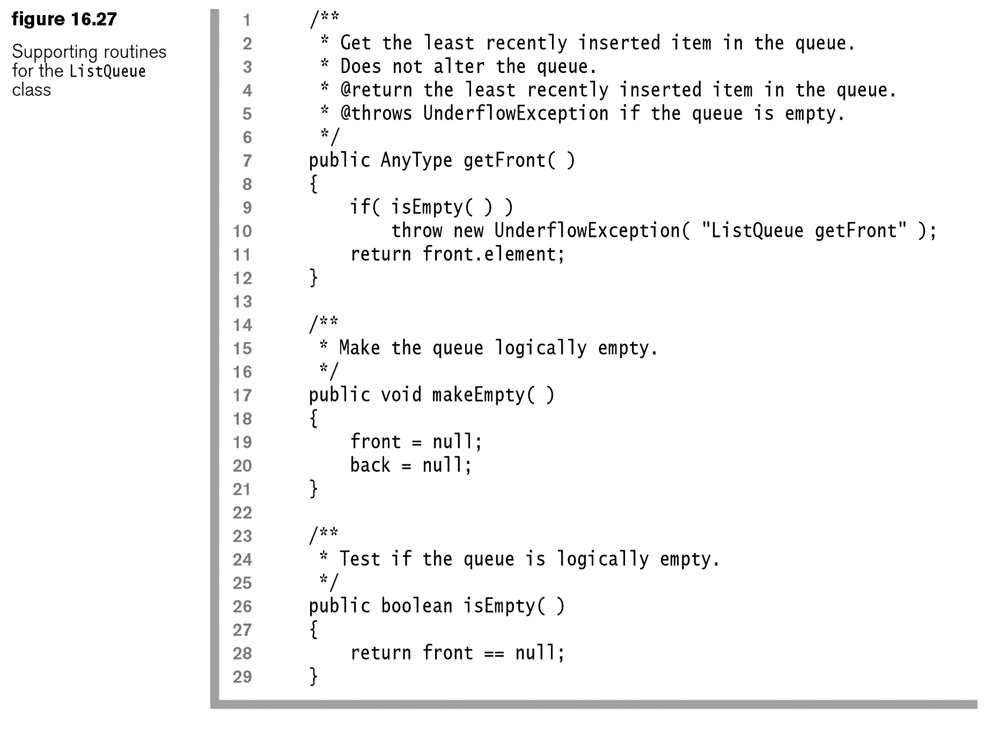 figure 16.27
Supporting routines
for the ListQueue
class
1 /**
2 * Get the least recently inserted item in the queue.
3 * Does not alter the queue.
4 * @return the least recently inserted item in the queue.
5 * @throws UnderflowException if the queue is empty.
6 */
7 public AnyType getFront( )
8 {
9 if( isEmpty( ) )
10 throw new UnderflowException( "ListQueue getFront" );
11 return front.element;
12 }
13
14 /**
15 * Make the queue logically empty.
16 */
17 public void makeEmpty( )
18 {
19 front = null;
20 back = null;
21 }
22
23 /**
24 * Test if the queue is logically empty.
25 */
26 public boolean isEmpty( )
27 {
28 return front == null;
29 }